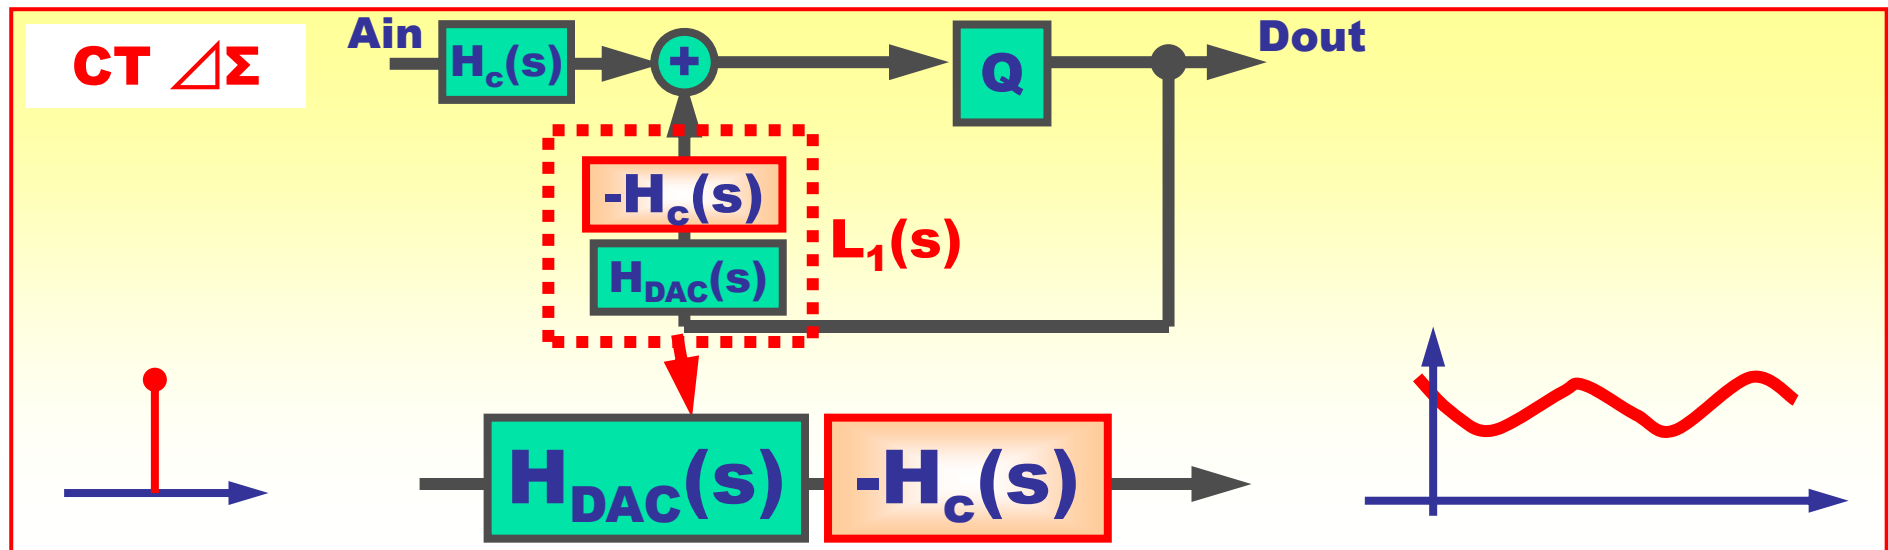 CT ⊿Σ
Ain
Hc(s)
+
Q
Dout
-Hc(s)
HDAC(s)
L1(s)
HDAC(s)
-Hc(s)